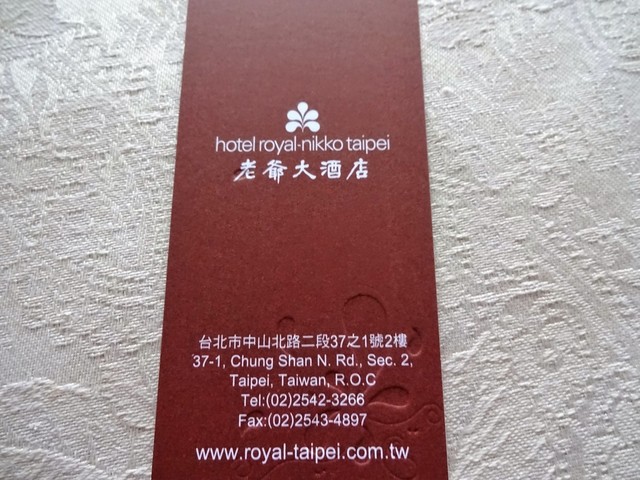 hotel royal-nikko taipei
老爺大酒店
台北市中山北路二段37之1號2樓
37-1, Chung Shan N. Rd., Sec. 2,
Taipei, Taiwan, R.O.C
Tel:(02)2542-3266
Fax:(02)2543-4897
www.royal-taipei.com.tw